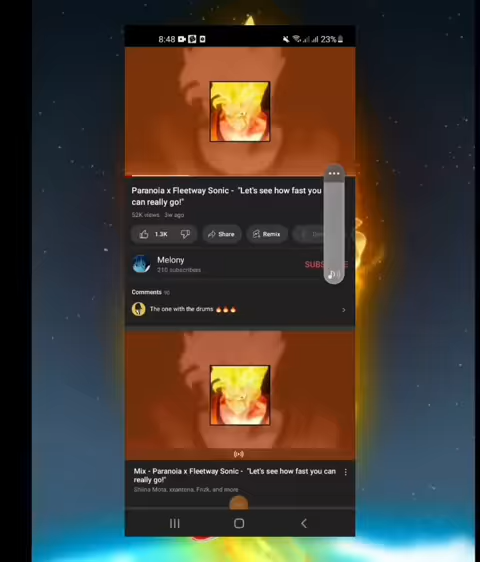 8:48
23%
Paranoia x Fleetway Sonic - "Let's see how fast you
can really go!"
52K views 3w ago
1.3K
Share
Remix
Melony
210 subscribers
SUBS
Comments
The one with the drums 🔥🔥🔥
Mix - Paranoia x Fleetway Sonic - "Let's see how fast you can
really go!"
and more